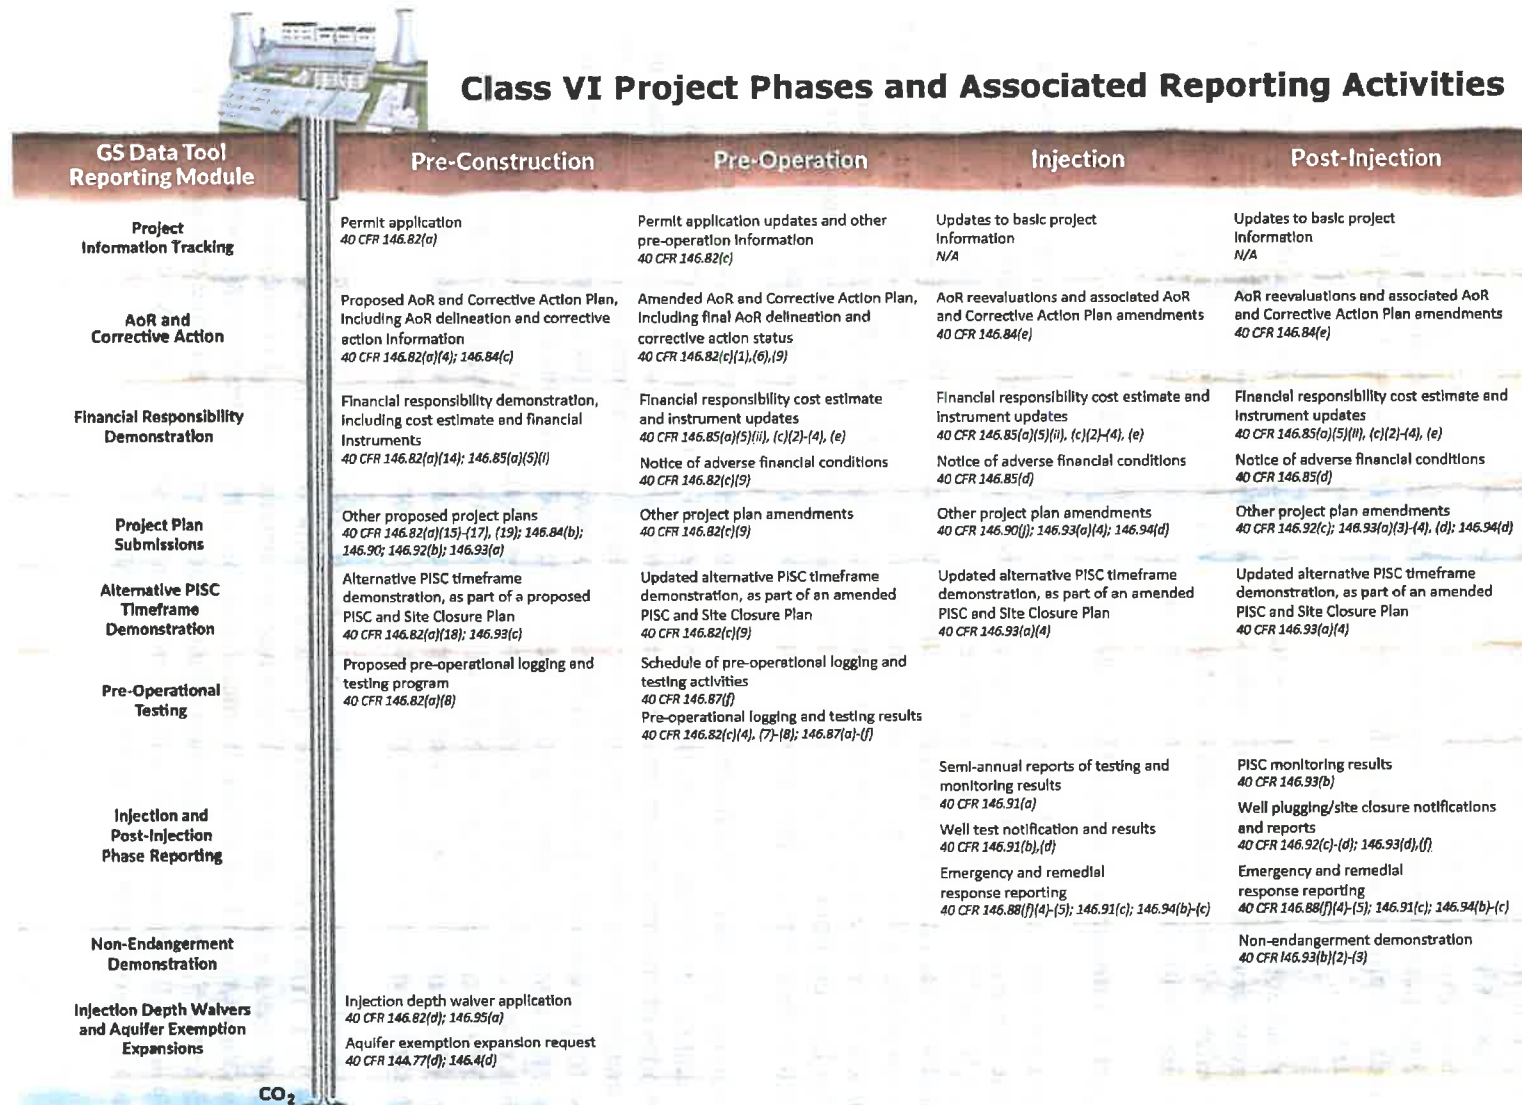 Class VI Project Phases and Associated Reporting Activities
GS Data Tool
Reporting Module
Pre-Construction
Pre-Operation
Injection
Post-Injection
Project
Information Tracking
Permit application
40 CFR 146.82(a)
Permit application updates and other
pre-operation information
40 CFR 146.82(c)
Updates to basic project
information
N/A
Updates to basic project
information
N/A
AoR and
Corrective Action
Proposed AoR and Corrective Action Plan,
including AoR delineation and corrective
action information
40 CFR 146.82(a)(4); 146.84(c)
Amended AoR and Corrective Action Plan,
including final AoR delineation and
corrective action status
40 CFR 146.82(c)(1),(6),(9)
AoR reevaluations and associated AoR
and Corrective Action Plan amendments
40 CFR 146.84(e)
AoR reevaluations and associated AoR
and Corrective Action Plan amendments
40 CFR 146.84(e)
Financial Responsibility
Demonstration
Financial responsibility demonstration,
including cost estimate and financial
instruments
40 CFR 146.82(a)(14); 146.85(a)(5)(i)
Financial responsibility cost estimate
and instrument updates
40 CFR 146.85(a)(5)(ii), (c)(2)-(4), (e)
Notice of adverse financial conditions
40 CFR 146.82(c)(9)
Financial responsibility cost estimate and
instrument updates
40 CFR 146.85(a)(5)(ii), (c)(2)-(4), (e)
Notice of adverse financial conditions
40 CFR 146.85(d)
Financial responsibility cost estimate and
instrument updates
40 CFR 146.85(a)(5)(ii), (c)(2)-(4), (e)
Notice of adverse financial conditions
40 CFR 146.85(d)
Project Plan
Submissions
Other proposed project plans
40 CFR 146.82(a)(15)-(17), (19); 146.84(b);
146.90; 146.92(b); 146.93(a)
Other project plan amendments
40 CFR 146.82(c)(9)
Other project plan amendments
40 CFR 146.90(j); 146.93(a)(4); 146.94(d)
Other project plan amendments
40 CFR 146.92(c); 146.93(a)(3)-(4), (d); 146.94(d)
Alternative PISC
Timeframe
Demonstration
Alternative PISC timeframe
demonstration, as part of a proposed
PISC and Site Closure Plan
40 CFR 146.82(a)(18); 146.93(c)
Updated alternative PISC timeframe
demonstration, as part of an amended
PISC and Site Closure Plan
40 CFR 146.82(c)(9)
Updated alternative PISC timeframe
demonstration, as part of an amended
PISC and Site Closure Plan
40 CFR 146.93(a)(4)
Updated alternative PISC timeframe
demonstration, as part of an amended
PISC and Site Closure Plan
40 CFR 146.93(a)(4)
Pre-Operational
Testing
Proposed pre-operational logging and
testing program
40 CFR 146.82(a)(8)
Schedule of pre-operational logging and
testing activities
40 CFR 146.87(f)
Pre-operational logging and testing results
40 CFR 146.82(c)(4), (7)-(8); 146.87(a)-(f)
Injection and
Post-Injection
Phase Reporting
Semi-annual reports of testing and
monitoring results
40 CFR 146.91(a)
Well test notification and results
40 CFR 146.91(b),(d)
Emergency and remedial
response reporting
40 CFR 146.88(f)(4)-(5); 146.91(c); 146.94(b)-(c)
PISC monitoring results
40 CFR 146.93(b)
Well plugging/site closure notifications
and reports
40 CFR 146.92(c)-(d); 146.93(d),(f)
Emergency and remedial
response reporting
40 CFR 146.88(f)(4)-(5); 146.91(c); 146.94(b)-(c)
Non-Endangerment
Demonstration
Non-endangerment demonstration
40 CFR 146.93(b)(2)-(3)
Injection Depth Waivers
and Aquifer Exemption
Expansions
Injection depth waiver application
40 CFR 146.82(d); 146.95(a)
Aquifer exemption expansion request
40 CFR 144.77(d); 146.4(d)
CO2